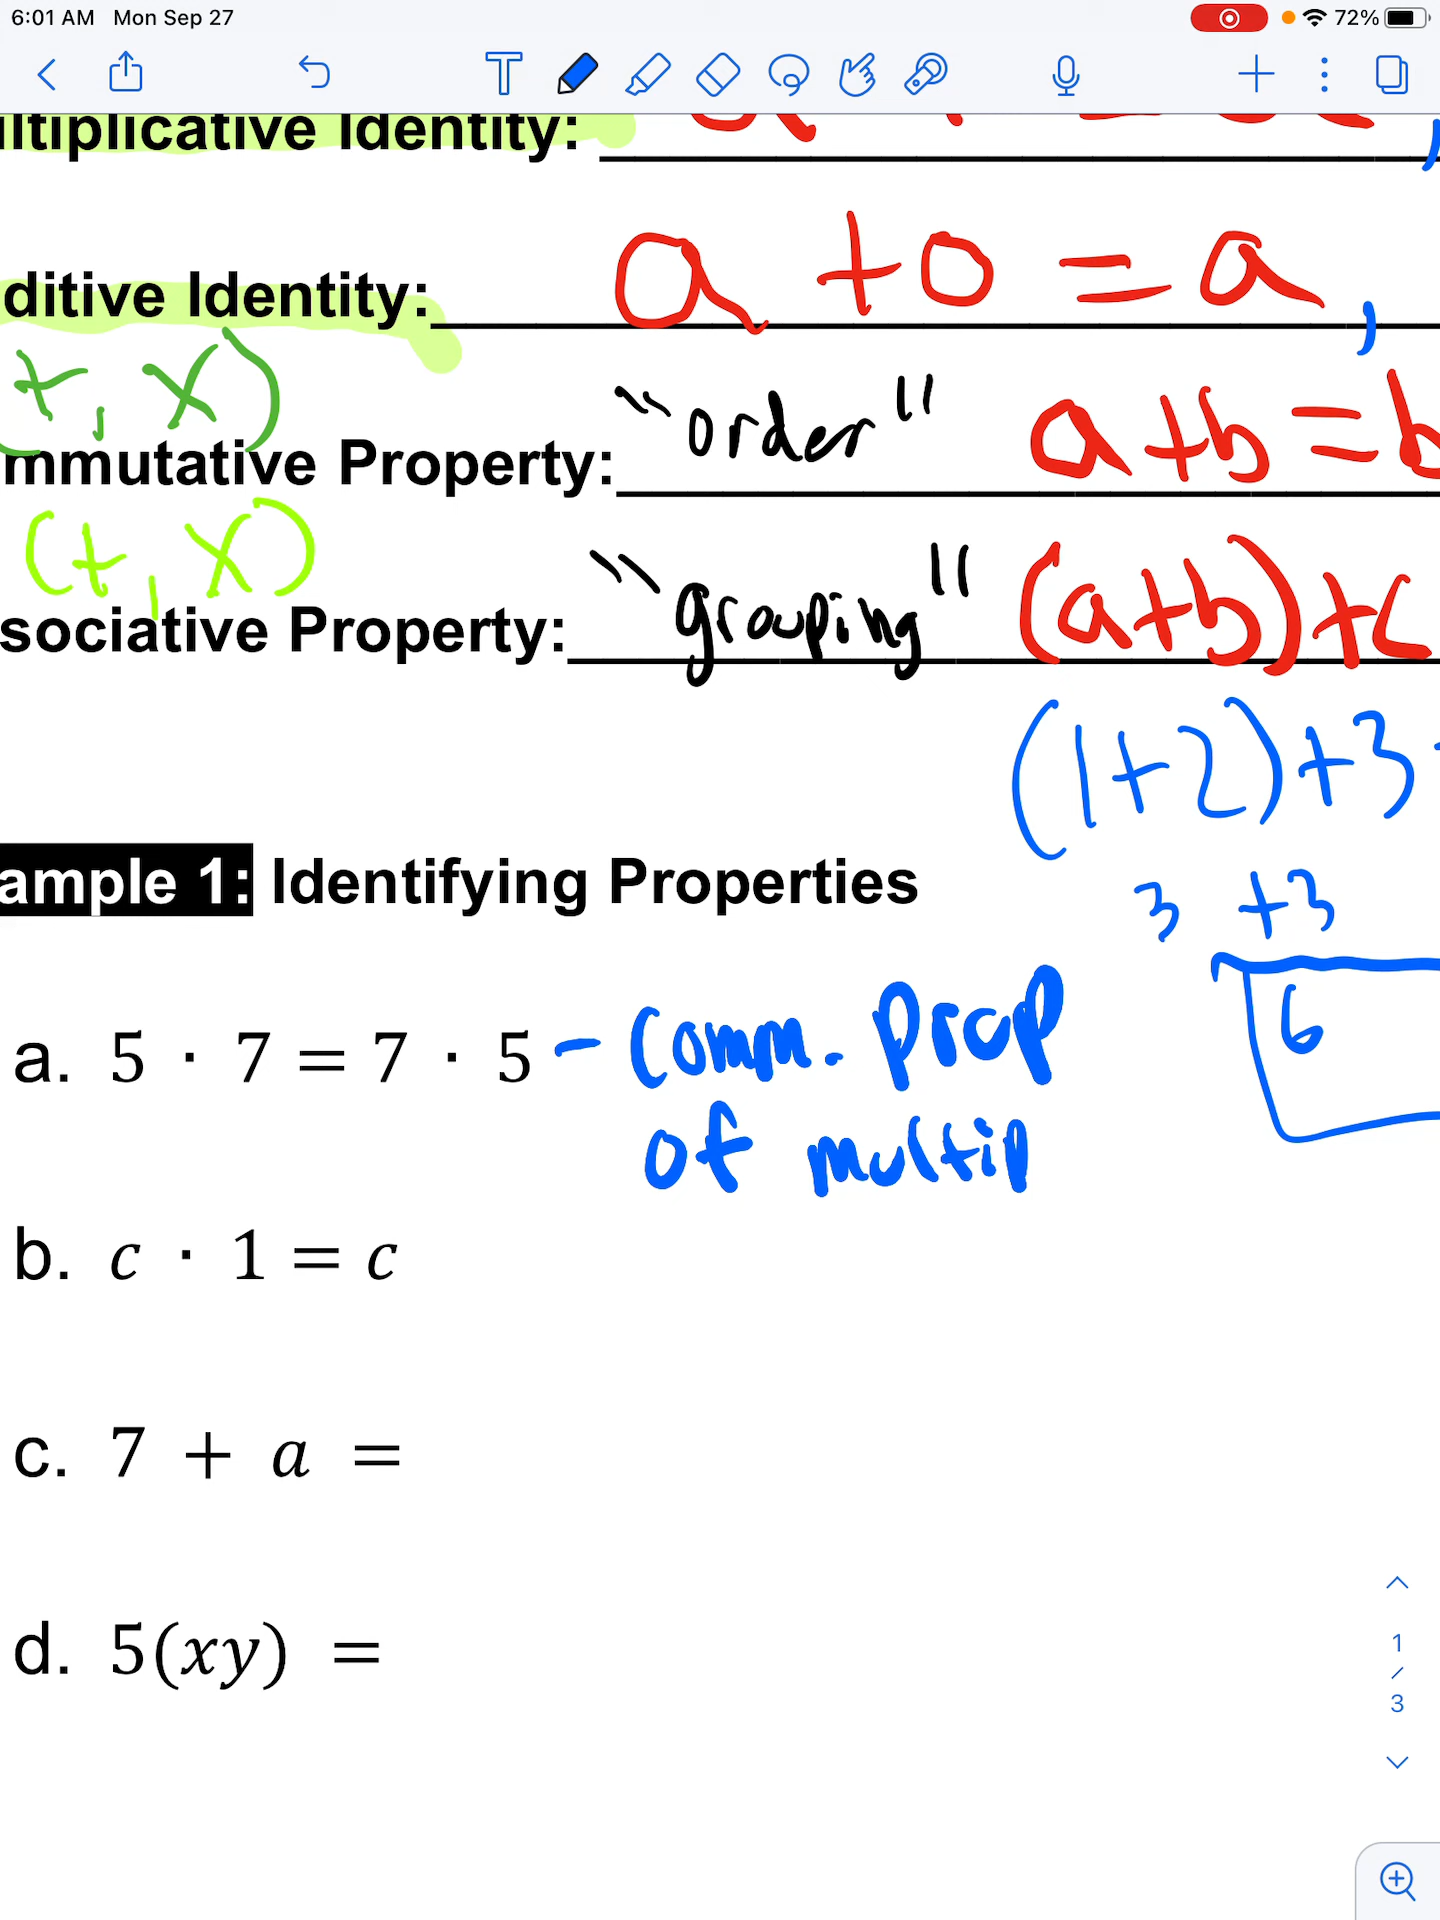 6:01 AM Mon Sep 27 72%
T
ltiplicative Identity:
ditive Identity: a + 0 = a,
+, x)
mmutative Property: "order" a + b = b
(+, x)
sociative Property: "grouping" (a+b)+c
(1+2)+3
ample 1: Identifying Properties
3 +3
6
a. 5 · 7 = 7 · 5 - Comm. Prop
of multip
b. c · 1 = c
c. 7 + a =
d. 5(xy) =
1
/
3